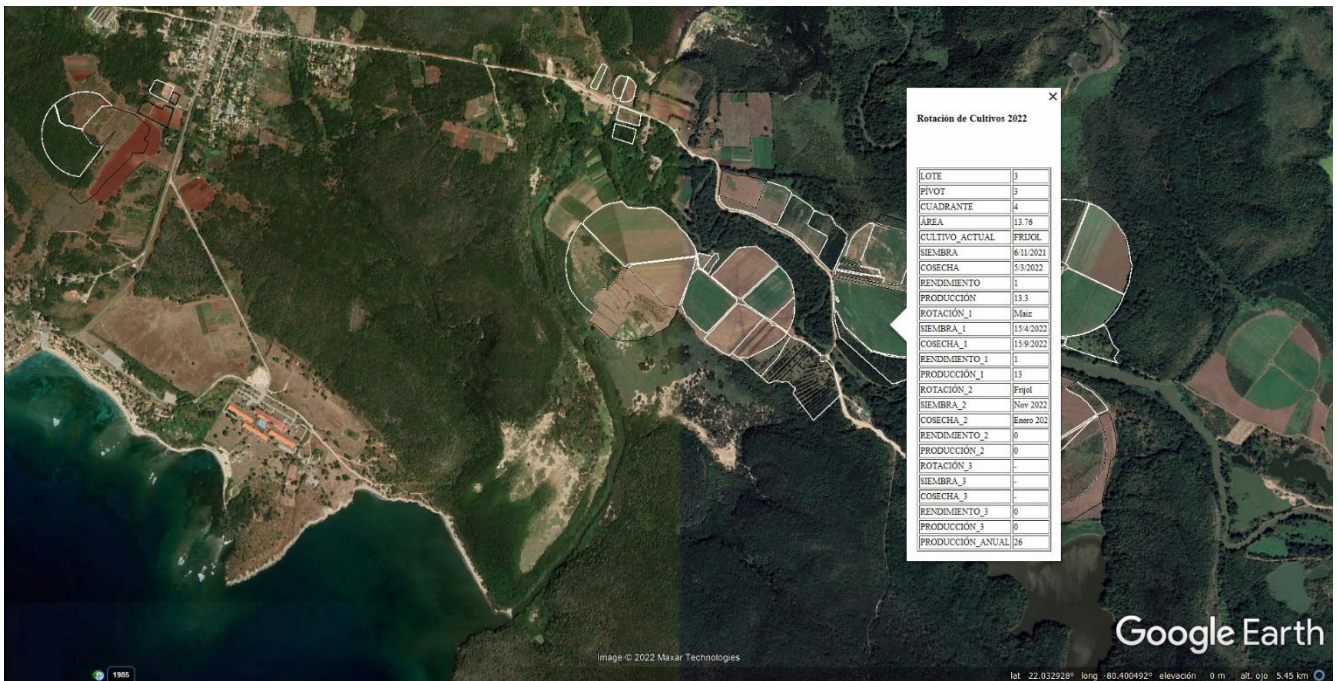 Rotación de Cultivos 2022
LOTE 3
PÍVOT 3
CUADRANTE 4
ÁREA 13.76
CULTIVO_ACTUAL FRIJOL
SIEMBRA 6/11/2021
COSECHA 5/3/2022
RENDIMIENTO 1
PRODUCCIÓN 13.3
ROTACIÓN_1 Maíz
SIEMBRA_1 15/4/2022
COSECHA_1 15/9/2022
RENDIMIENTO_1 1
PRODUCCIÓN_1 13
ROTACIÓN_2 Frijol
SIEMBRA_2 Nov 2022
COSECHA_2 Enero 202
RENDIMIENTO_2 0
PRODUCCIÓN_2 0
ROTACIÓN_3 -
SIEMBRA_3 -
COSECHA_3 -
RENDIMIENTO_3 0
PRODUCCIÓN_3 0
PRODUCCIÓN_ANUAL 26
Google Earth
Image © 2022 Maxar Technologies
1985
lat 22.032928° long -80.400492° elevación 0 m alt. ojo 5.45 km